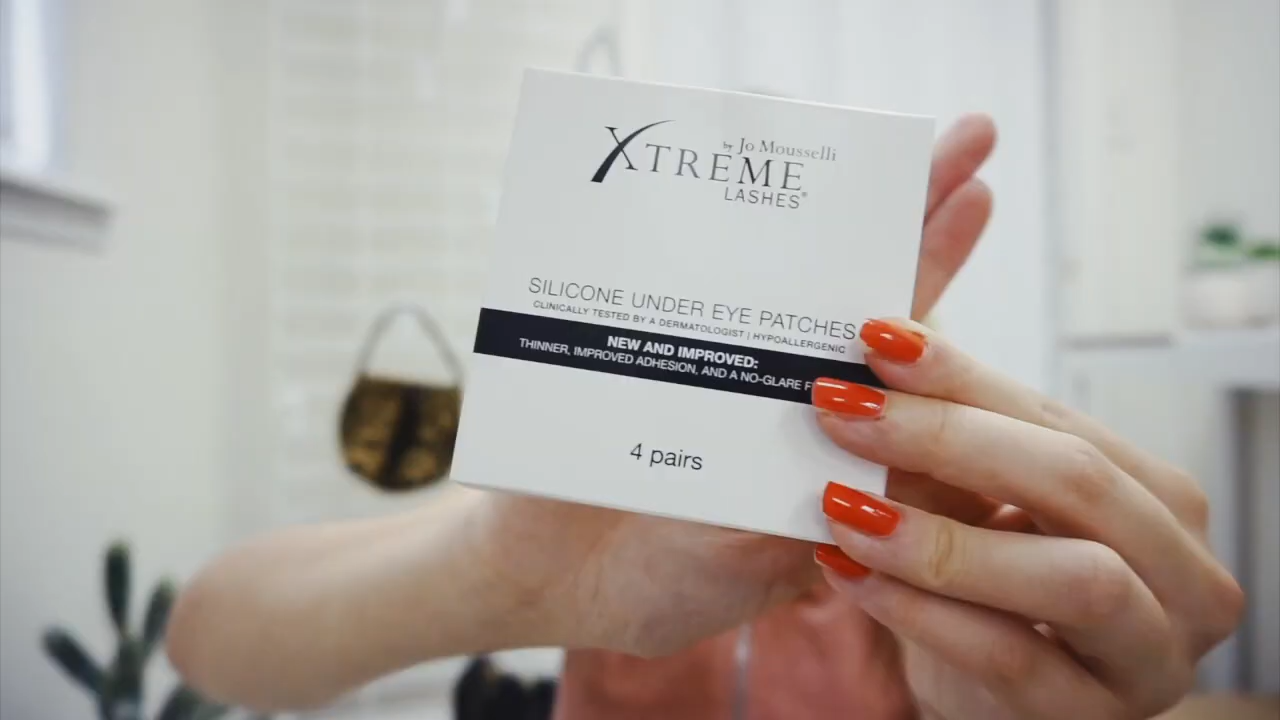 by Jo Mousselli
XTREME
LASHES®
SILICONE UNDER EYE PATCHES
CLINICALLY TESTED BY A DERMATOLOGIST | HYPOALLERGENIC
NEW AND IMPROVED:
THINNER, IMPROVED ADHESION, AND A NO-GLARE
4 pairs